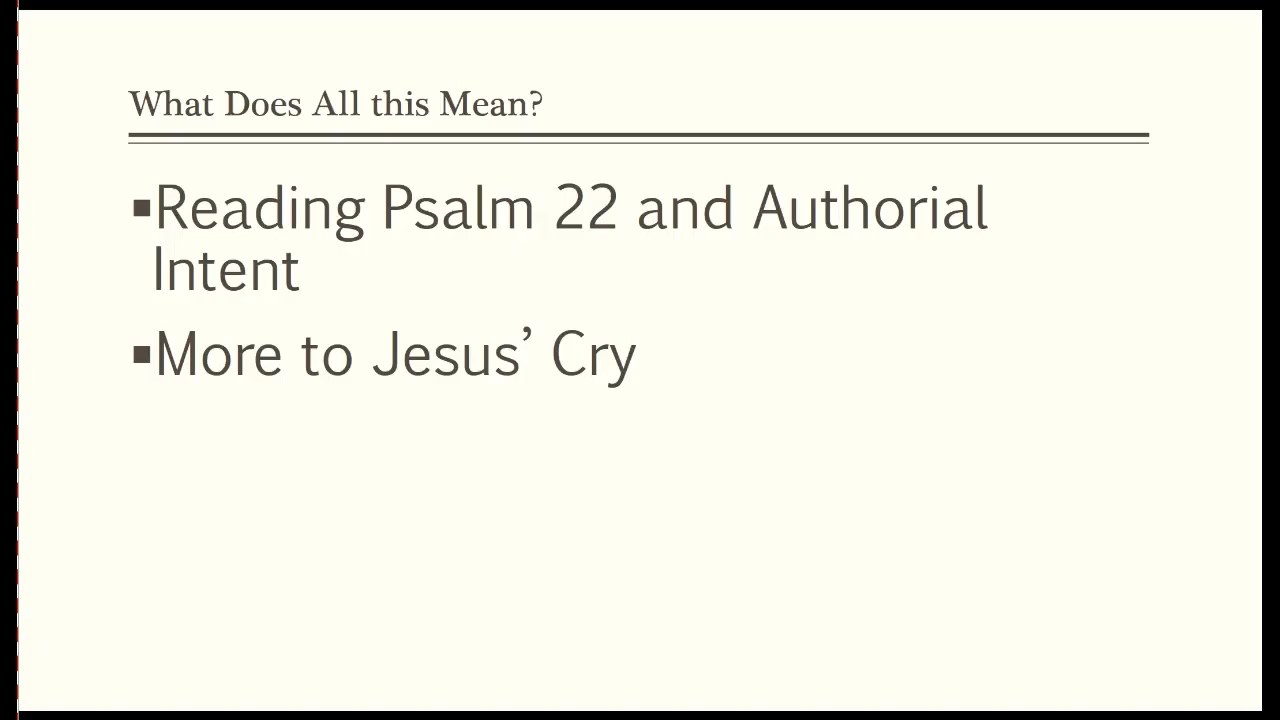 What Does All this Mean?
▪Reading Psalm 22 and Authorial
Intent
▪More to Jesus’ Cry